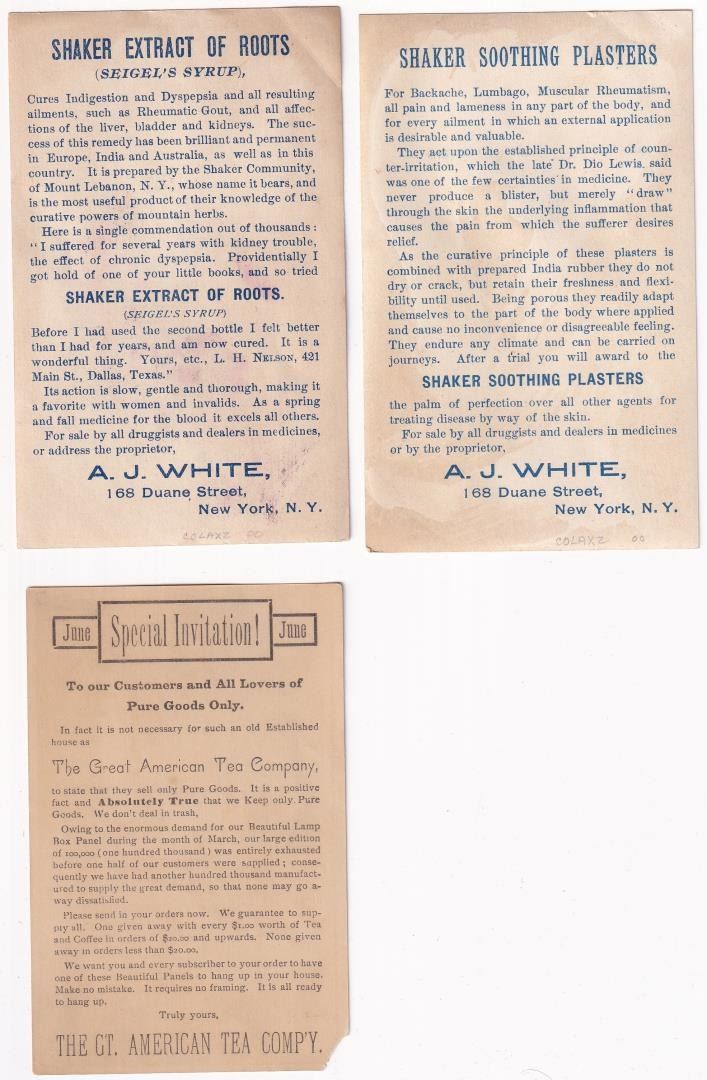 SHAKER EXTRACT OF ROOTS
(SEIGEL'S SYRUP),
Cures Indigestion and Dyspepsia and all resulting
ailments, such as Rheumatic Gout, and all affec-
tions of the liver, bladder and kidneys. The suc-
cess of this remedy has been brilliant and permanent
in Europe, India and Australia, as well as in this
country. It is prepared by the Shaker Community,
of Mount Lebanon, N. Y., whose name it bears, and
is the most useful product of their knowledge of the
curative powers of mountain herbs.
Here is a single commendation out of thousands:
"I suffered for several years with kidney trouble,
the effect of chronic dyspepsia. Providentially I
got hold of one of your little books, and so tried
SHAKER EXTRACT OF ROOTS.
(SEIGEL'S SYRUP)
Before I had used the second bottle I felt better
than I had for years, and am now cured. It is a
wonderful thing. Yours, etc., L. H. NELSON, 421
Main St., Dallas, Texas."
Its action is slow, gentle and thorough, making it
a favorite with women and invalids. As a spring
and fall medicine for the blood it excels all others.
For sale by all druggists and dealers in medicines,
or address the proprietor,
A. J. WHITE,
168 Duane Street,
New York, N. Y.
COLAXZ 00
SHAKER SOOTHING PLASTERS
For Backache, Lumbago, Muscular Rheumatism,
all pain and lameness in any part of the body, and
for every ailment in which an external application
is desirable and valuable.
They act upon the established principle of coun-
ter-irritation, which the late Dr. Dio Lewis said
was one of the few certainties in medicine. They
never produce a blister, but merely "draw"
through the skin the underlying inflammation that
causes the pain from which the sufferer desires
relief.
As the curative principle of these plasters is
combined with prepared India rubber they do not
dry or crack, but retain their freshness and flexi-
bility until used. Being porous they readily adapt
themselves to the part of the body where applied
and cause no inconvenience or disagreeable feeling.
They endure any climate and can be carried on
journeys. After a trial you will award to the
SHAKER SOOTHING PLASTERS
the palm of perfection over all other agents for
treating disease by way of the skin.
For sale by all druggists and dealers in medicines
or by the proprietor,
A. J. WHITE,
168 Duane Street,
New York, N. Y.
COLAXZ 00
June Special Invitation! June
To our Customers and All Lovers of
Pure Goods Only.
In fact it is not necessary for such an old Established
house as
The Great American Tea Company,
to state that they sell only Pure Goods. It is a positive
fact and Absolutely True that we Keep only Pure
Goods. We don't deal in trash,
Owing to the enormous demand for our Beautiful Lamp
Box Panel during the month of March, our large edition
of 100,000 (one hundred thousand) was entirely exhausted
before one half of our customers were supplied; conse-
quently we have had another hundred thousand manufact-
ured to supply the great demand, so that none may go a-
way dissatisfied.
Please send in your orders now. We guarantee to sup-
ply all. One given away with every $1.00 worth of Tea
and Coffee in orders of $20.00 and upwards. None given
away in orders less than $20.00.
We want you and every subscriber to your order to have
one of these Beautiful Panels to hang up in your house.
Make no mistake. It requires no framing. It is all ready
to hang up.
Truly yours,
THE GT. AMERICAN TEA COMP'Y.